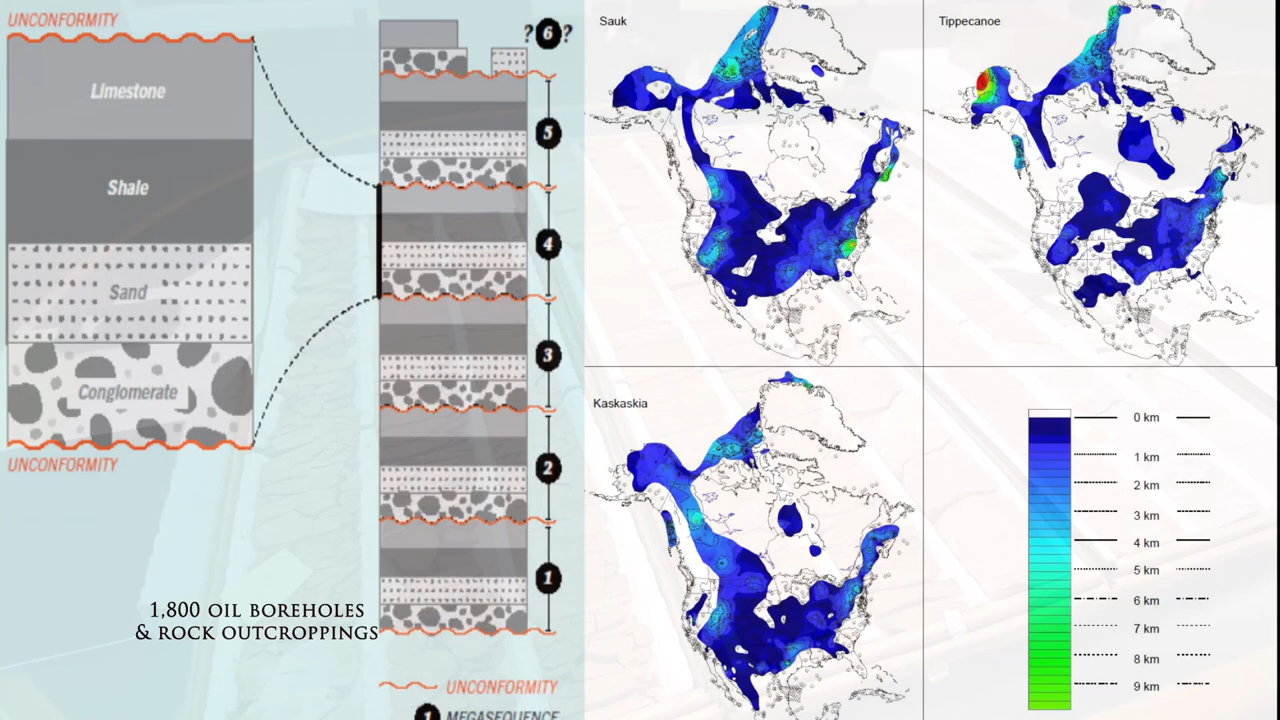 UNCONFORMITY
Limestone
Shale
Sand
Conglomerate
UNCONFORMITY
? 6 ?
5
4
3
2
1
1,800 OIL BOREHOLES
& ROCK OUTCROPPINGS
UNCONFORMITY
1 MEGASEQUENCE
Sauk
Tippecanoe
Kaskaskia
0 km
1 km
2 km
3 km
4 km
5 km
6 km
7 km
8 km
9 km